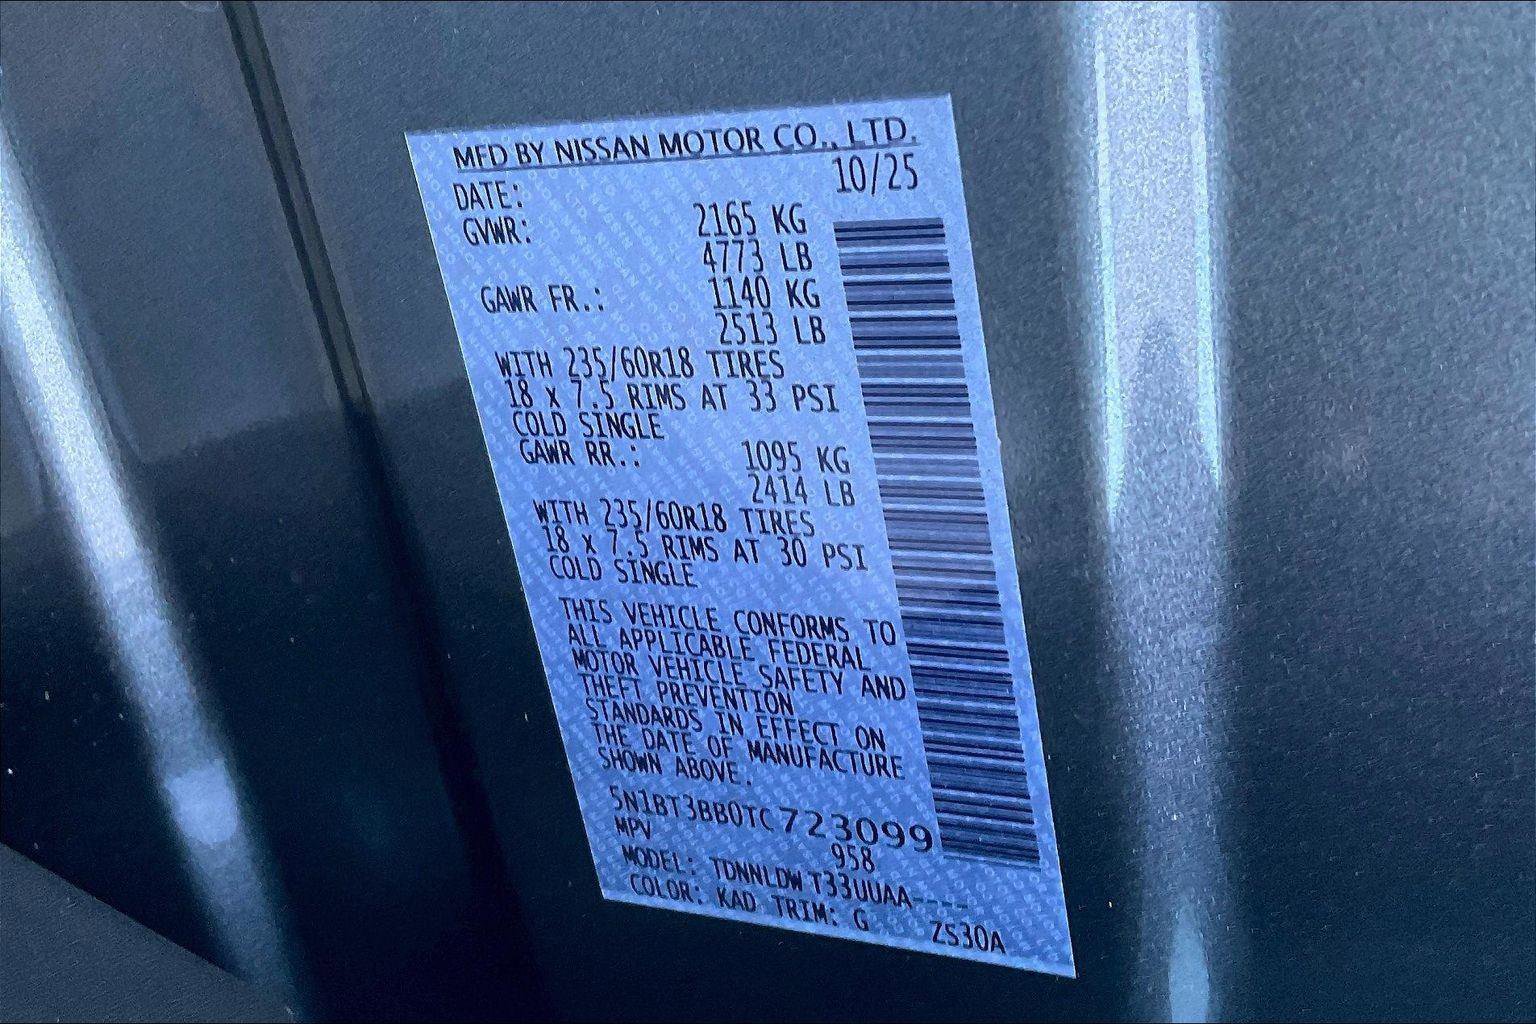 MFD BY NISSAN MOTOR CO., LTD.
DATE: 10/25
GVWR: 2165 KG
4773 LB
GAWR FR.: 1140 KG
2513 LB
WITH 235/60R18 TIRES
18 x 7.5 RIMS AT 33 PSI
COLD SINGLE
GAWR RR.: 1095 KG
2414 LB
WITH 235/60R18 TIRES
18 x 7.5 RIMS AT 30 PSI
COLD SINGLE
THIS VEHICLE CONFORMS TO
ALL APPLICABLE FEDERAL
MOTOR VEHICLE SAFETY AND
THEFT PREVENTION
STANDARDS IN EFFECT ON
THE DATE OF MANUFACTURE
SHOWN ABOVE.
5N1BT3BB0TC723099
MPV 958
MODEL: TDNNLDW T33UUAA----
COLOR: KAD TRIM: G ZS30A